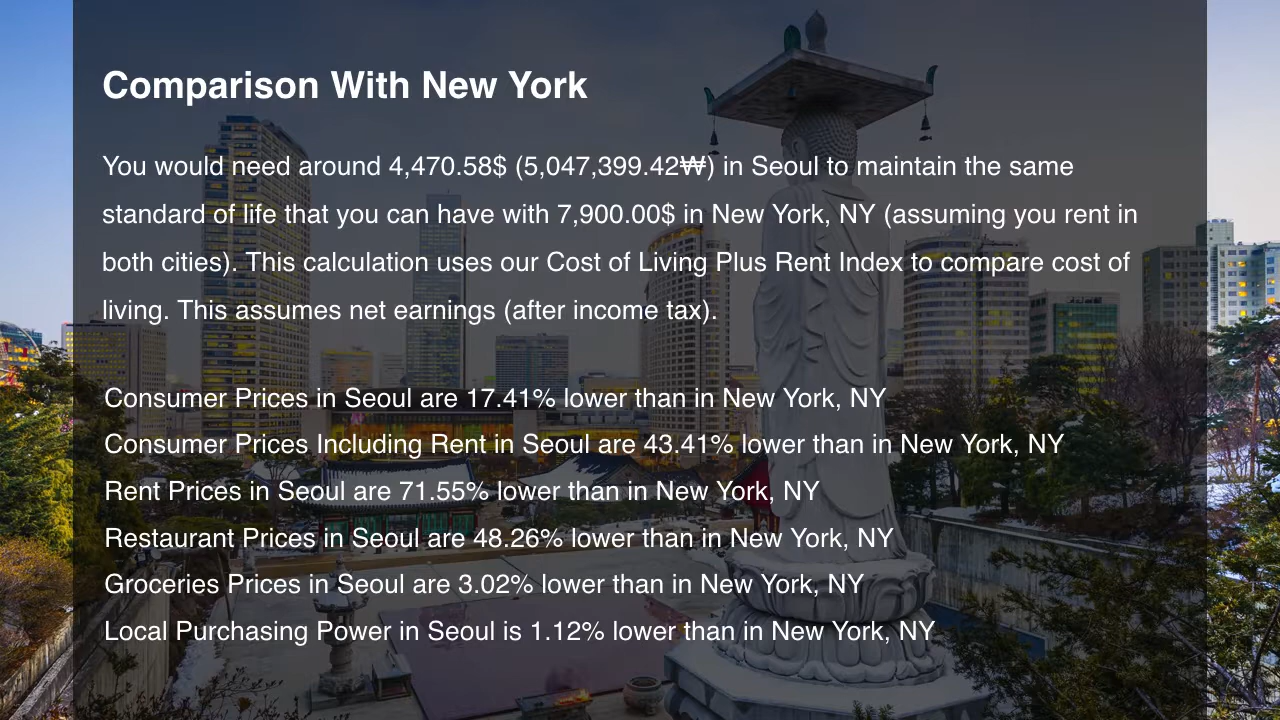 Comparison With New York
You would need around 4,470.58$ (5,047,399.42₩) in Seoul to maintain the same
standard of life that you can have with 7,900.00$ in New York, NY (assuming you rent in
both cities). This calculation uses our Cost of Living Plus Rent Index to compare cost of
living. This assumes net earnings (after income tax).
Consumer Prices in Seoul are 17.41% lower than in New York, NY
Consumer Prices Including Rent in Seoul are 43.41% lower than in New York, NY
Rent Prices in Seoul are 71.55% lower than in New York, NY
Restaurant Prices in Seoul are 48.26% lower than in New York, NY
Groceries Prices in Seoul are 3.02% lower than in New York, NY
Local Purchasing Power in Seoul is 1.12% lower than in New York, NY